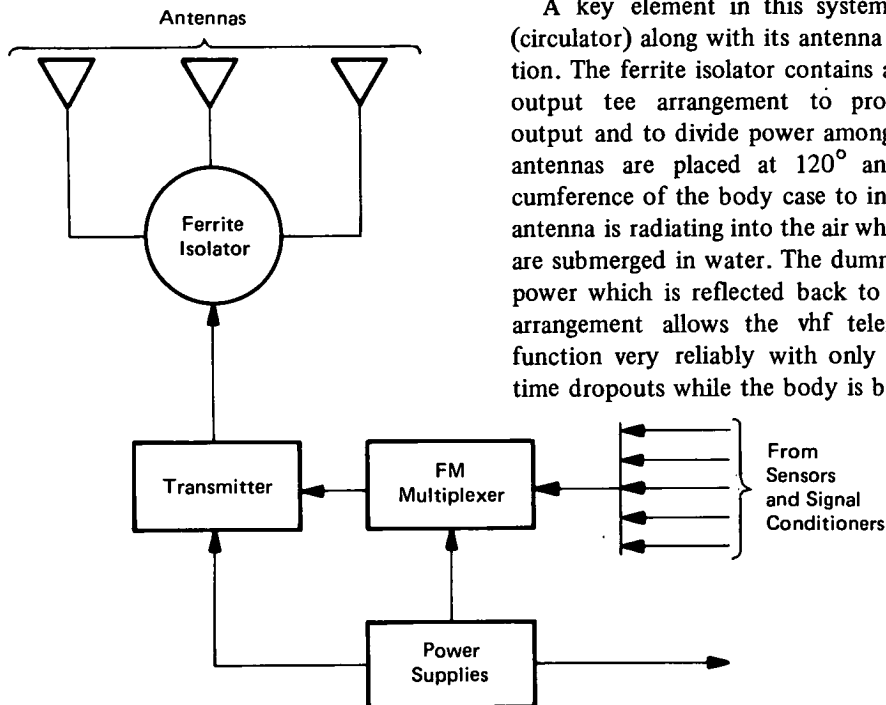 Antennas
Ferrite
Isolator
Transmitter
FM
Multiplexer
From
Sensors
and Signal
Conditioners
Power
Supplies
A key element in this system
(circulator) along with its antenna
tion. The ferrite isolator contains a
output tee arrangement to pro
output and to divide power among
antennas are placed at 120° an
cumference of the body case to in
antenna is radiating into the air wh
are submerged in water. The dumm
power which is reflected back to
arrangement allows the vhf tele
function very reliably with only
time dropouts while the body is b